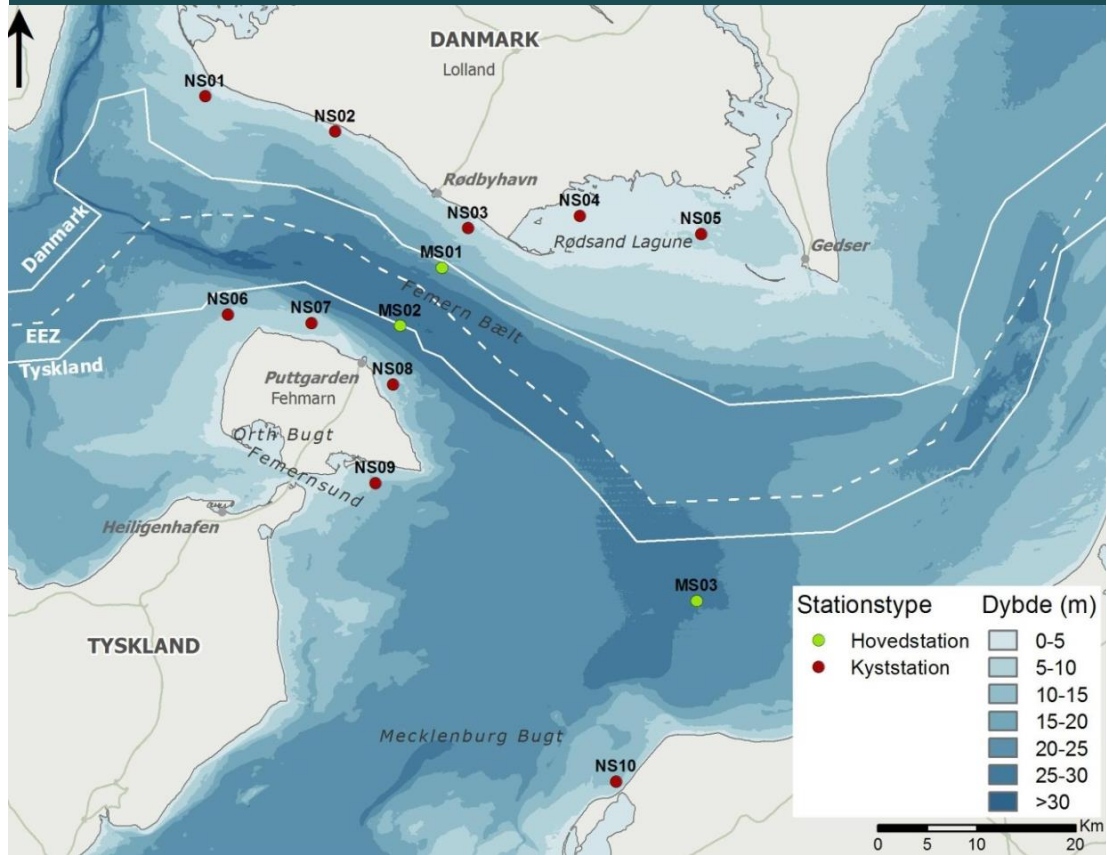 DANMARK
Lolland
NS01
NS02
Rødbyhavn
NS03
NS04
NS05
Rødsand Lagune
Gedser
Danmark
MS01
Femern Bælt
NS06
NS07
MS02
EEZ
Tyskland
Puttgarden
Fehmarn
NS08
Orth Bugt
Femernsund
NS09
Heiligenhafen
MS03
TYSKLAND
Mecklenburg Bugt
NS10
Stationstype
Hovedstation
Kyststation
Dybde (m)
0-5
5-10
10-15
15-20
20-25
25-30
>30
Km
0 5 10 20